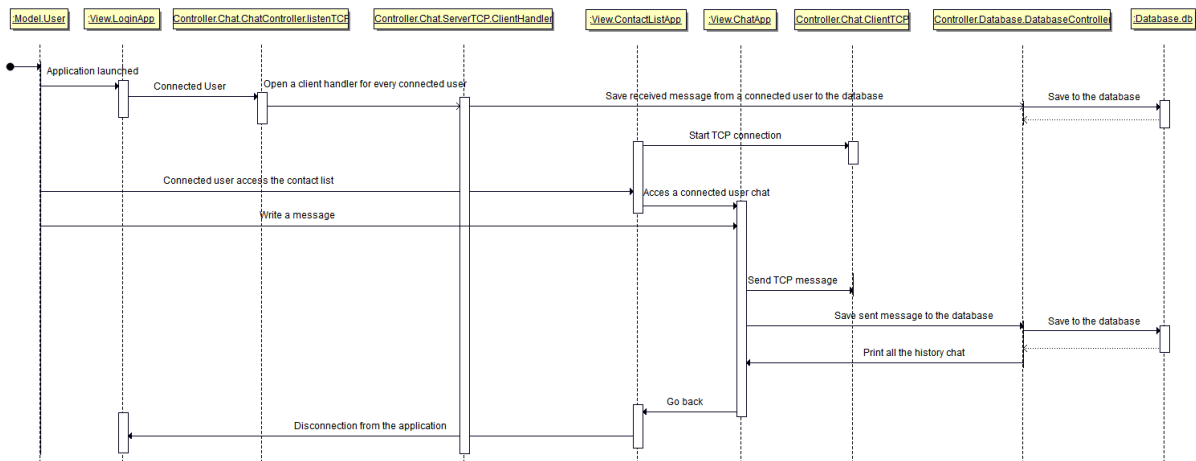 :Model.User
:View.LoginApp
Controller.Chat.ChatController.listenTCP
Controller.Chat.ServerTCP.ClientHandler
:View.ContactListApp
:View.ChatApp
Controller.Chat.ClientTCP
Controller.Database.DatabaseController
:Database.db
Application launched
Connected User
Open a client handler for every connected user
Save received message from a connected user to the database
Save to the database
Start TCP connection
Connected user access the contact list
Acces a connected user chat
Write a message
Send TCP message
Save sent message to the database
Save to the database
Print all the history chat
Go back
Disconnection from the application